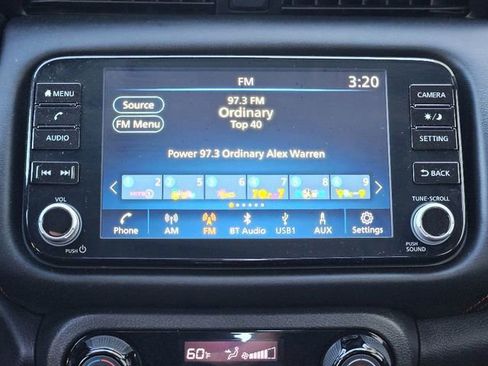 FM
3:20
MENU
AUDIO
VOL
PUSH
CAMERA
SETTING
BACK
TUNE•SCROLL
PUSH
SOUND
Source
FM Menu
97.3 FM
Ordinary
Top 40
Power 97.3 Ordinary Alex Warren
2 5 6 7 8 9
Phone AM FM BT Audio USB1 AUX Settings
60°F